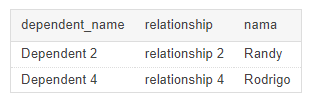 dependent_name relationship nama
Dependent 2 relationship 2 Randy
Dependent 4 relationship 4 Rodrigo